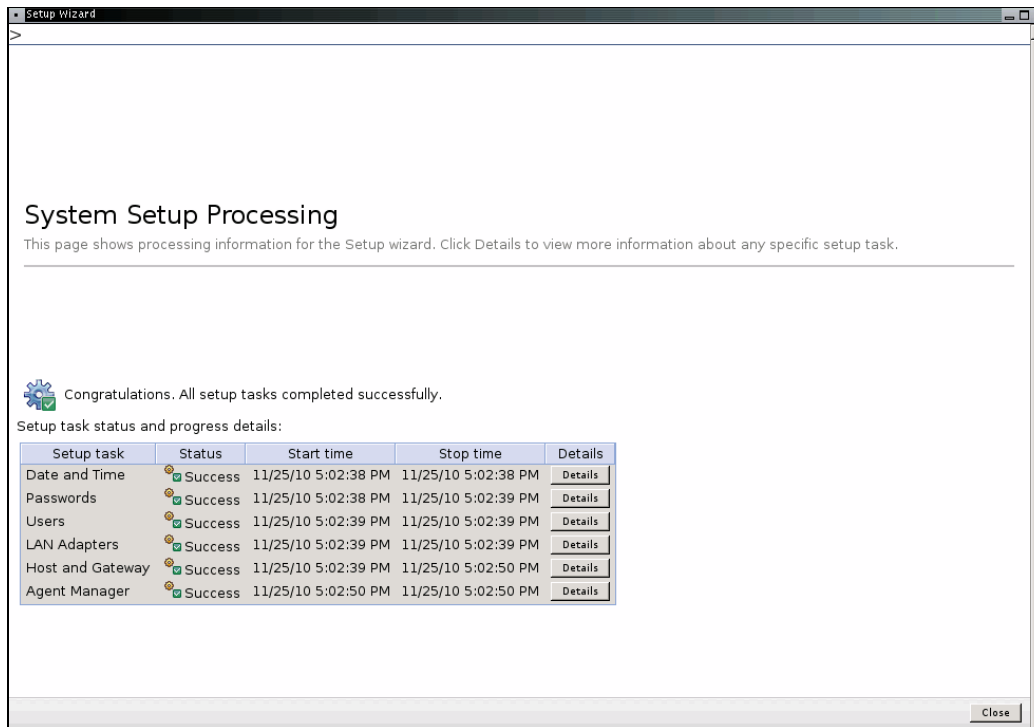 Setup Wizard
>
System Setup Processing
This page shows processing information for the Setup wizard. Click Details to view more information about any specific setup task.
Congratulations. All setup tasks completed successfully.
Setup task status and progress details:
Setup task Status Start time Stop time Details
Date and Time Success 11/25/10 5:02:38 PM 11/25/10 5:02:38 PM Details
Passwords Success 11/25/10 5:02:38 PM 11/25/10 5:02:39 PM Details
Users Success 11/25/10 5:02:39 PM 11/25/10 5:02:39 PM Details
LAN Adapters Success 11/25/10 5:02:39 PM 11/25/10 5:02:39 PM Details
Host and Gateway Success 11/25/10 5:02:39 PM 11/25/10 5:02:50 PM Details
Agent Manager Success 11/25/10 5:02:50 PM 11/25/10 5:02:50 PM Details
Close